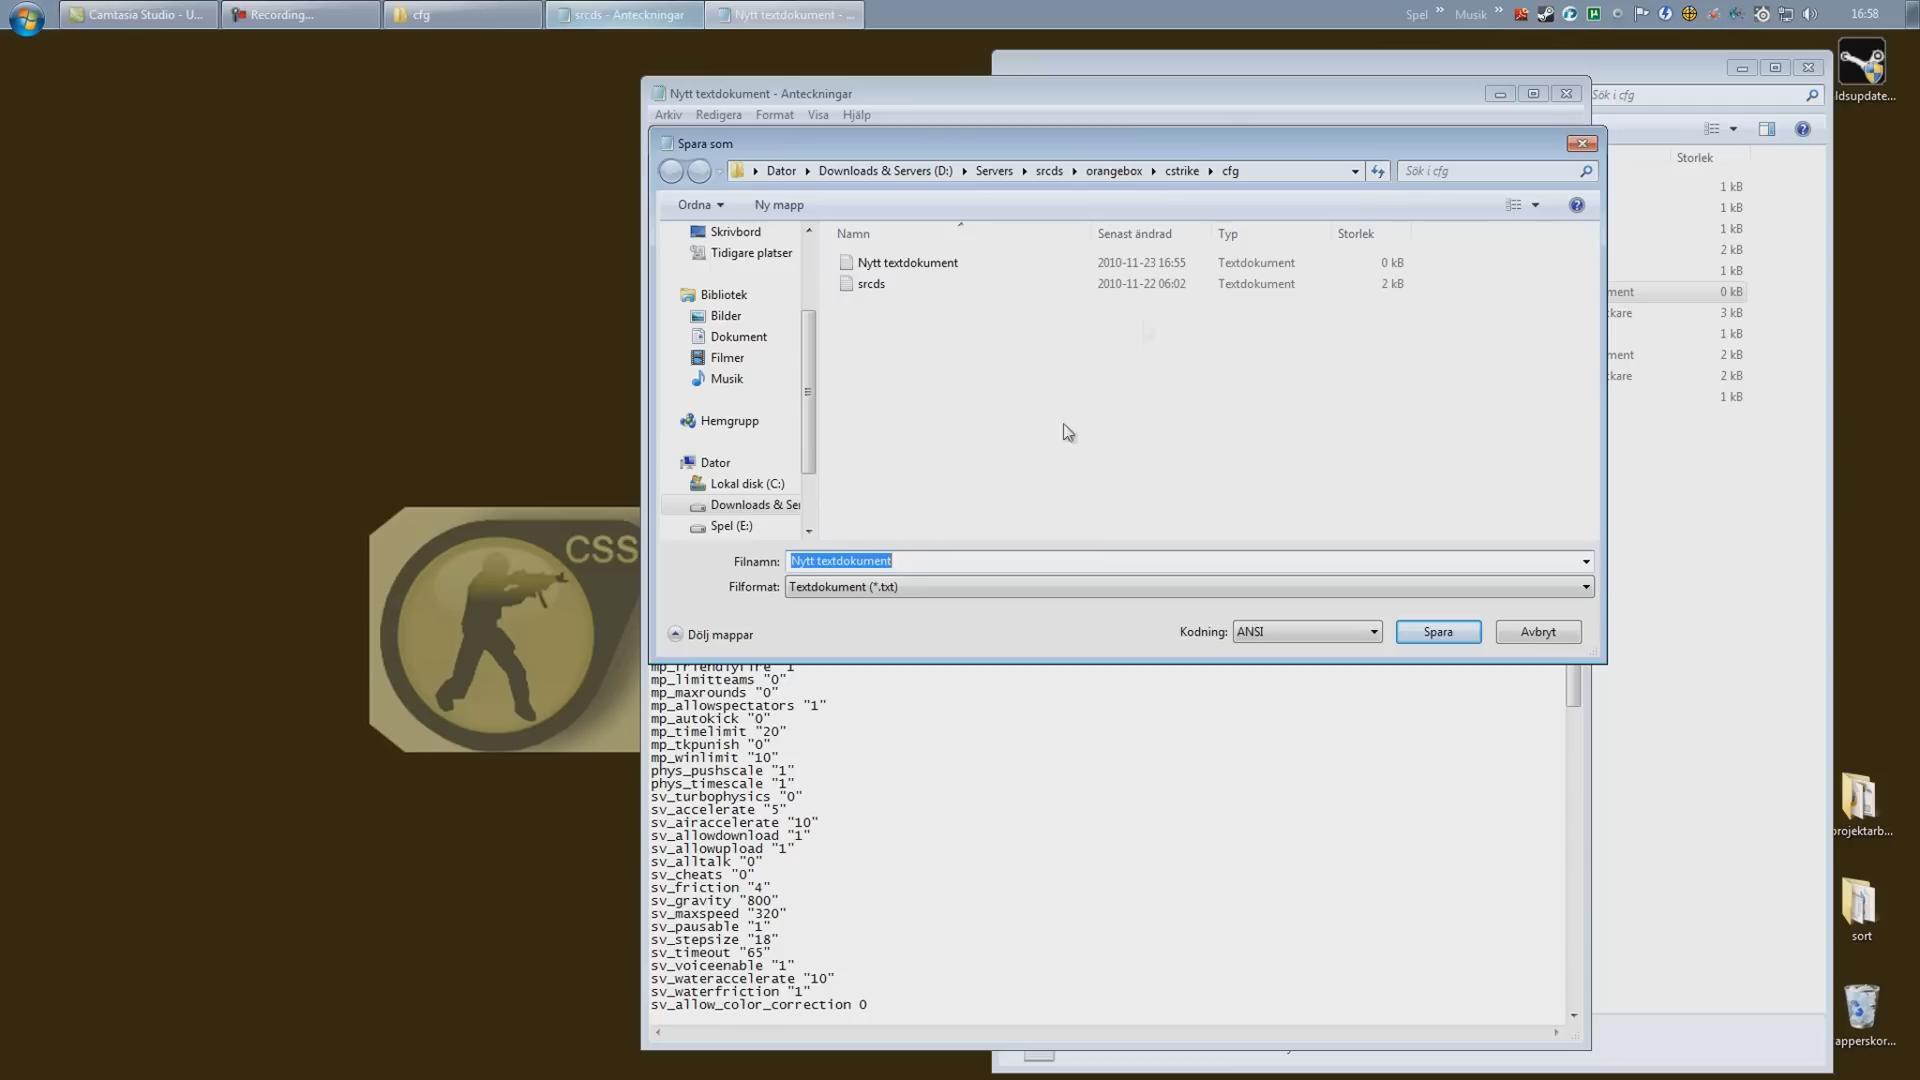 Camtasia Studio - U...
Recording...
cfg
srcds - Anteckningar
Nytt textdokument - ...
Spel »
Musik »
16:58
ldsupdate...
Nytt textdokument - Anteckningar
Arkiv Redigera Format Visa Hjälp
Sök i cfg
Storlek
1 kB
1 kB
1 kB
2 kB
1 kB
ment 0 kB
kare 3 kB
1 kB
ment 2 kB
kare 2 kB
1 kB
Spara som
Dator Downloads & Servers (D:) Servers srcds orangebox cstrike cfg
Sök i cfg
Ordna Ny mapp
Skrivbord
Tidigare platser
Bibliotek
Bilder
Dokument
Filmer
Musik
Hemgrupp
Dator
Lokal disk (C:)
Downloads & Ser
Spel (E:)
Namn Senast ändrad Typ Storlek
Nytt textdokument 2010-11-23 16:55 Textdokument 0 kB
srcds 2010-11-22 06:02 Textdokument 2 kB
Filnamn: Nytt textdokument
Filformat: Textdokument (*.txt)
Dölj mappar
Kodning: ANSI
Spara
Avbryt
CSS
mp_friendlyfire 1
mp_limitteams "0"
mp_maxrounds "0"
mp_allowspectators "1"
mp_autokick "0"
mp_timelimit "20"
mp_tkpunish "0"
mp_winlimit "10"
phys_pushscale "1"
phys_timescale "1"
sv_turbophysics "0"
sv_accelerate "5"
sv_airaccelerate "10"
sv_allowdownload "1"
sv_allowupload "1"
sv_alltalk "0"
sv_cheats "0"
sv_friction "4"
sv_gravity "800"
sv_maxspeed "320"
sv_pausable "1"
sv_stepsize "18"
sv_timeout "65"
sv_voiceenable "1"
sv_wateraccelerate "10"
sv_waterfriction "1"
sv_allow_color_correction 0
projektarb...
sort
apperskor...